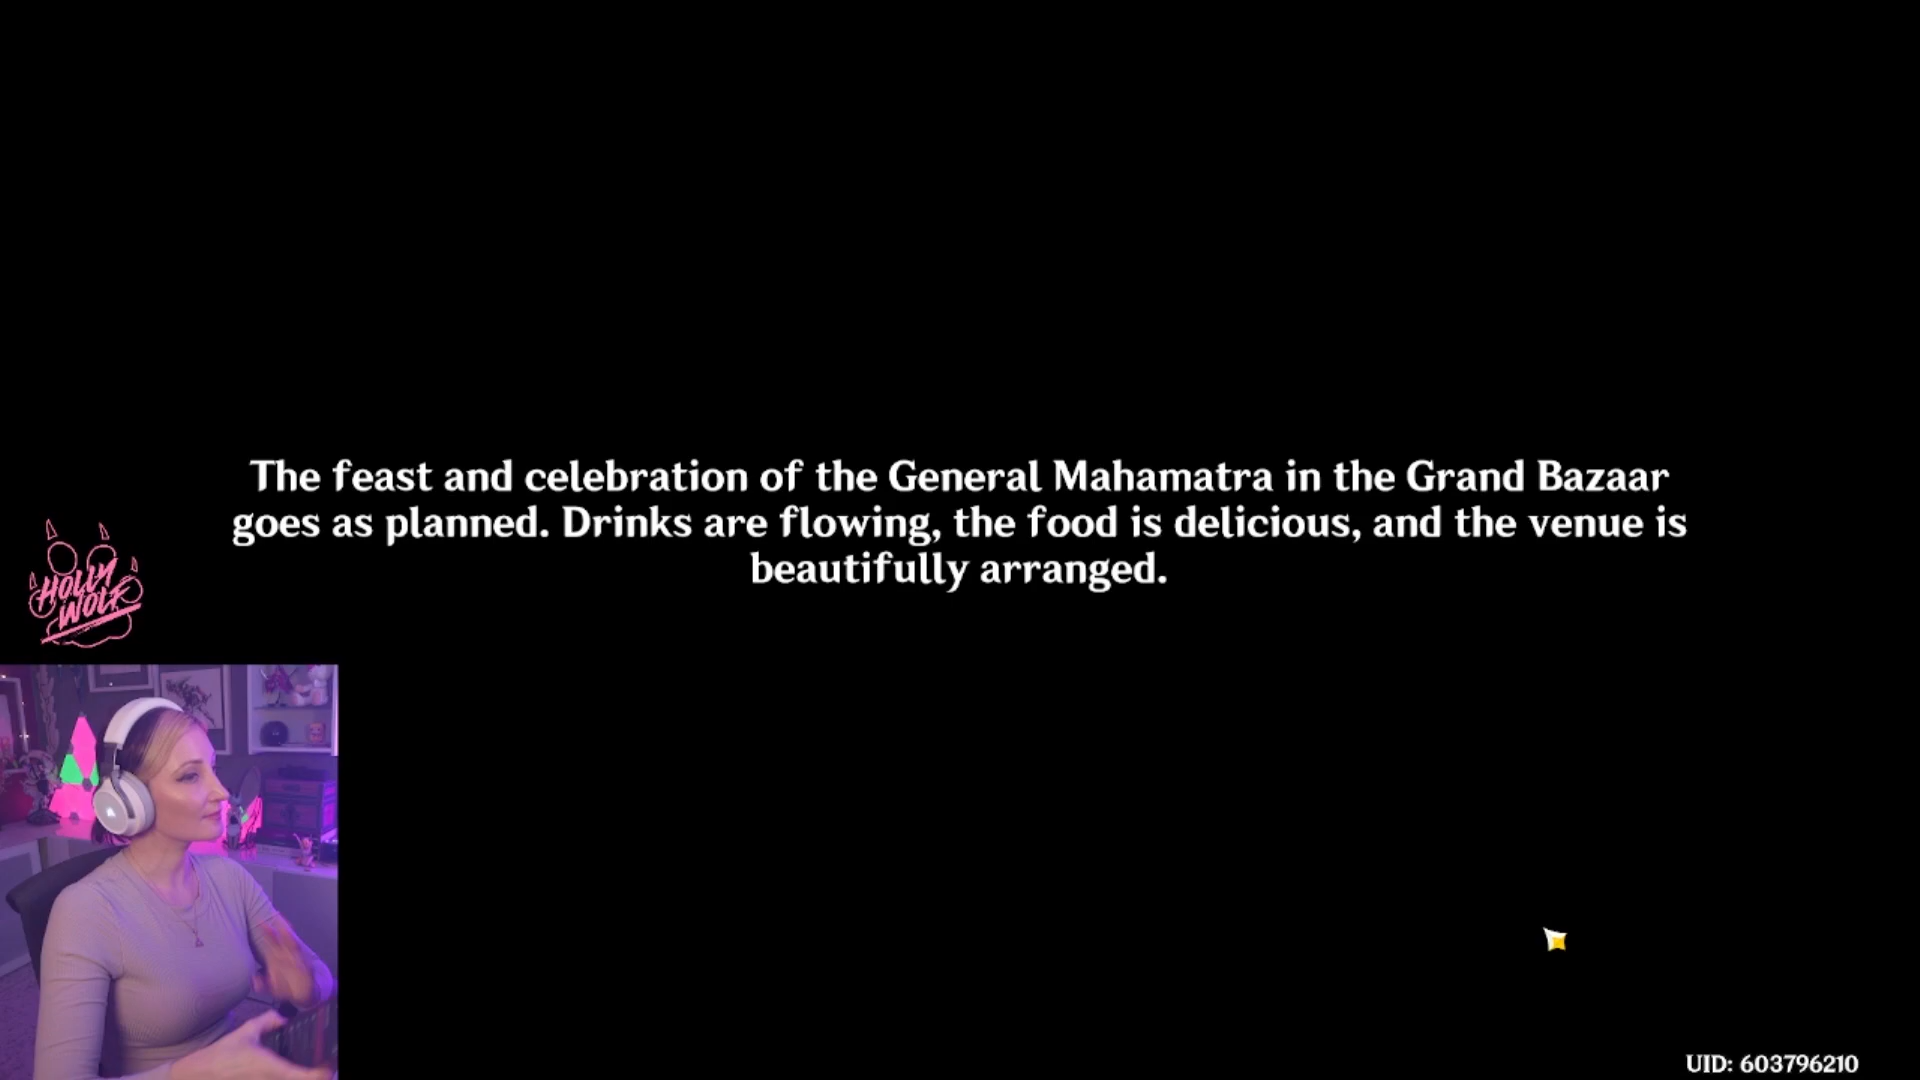 The feast and celebration of the General Mahamatra in the Grand Bazaar
goes as planned. Drinks are flowing, the food is delicious, and the venue is
beautifully arranged.
HOLLY
WOLF
UID: 603796210